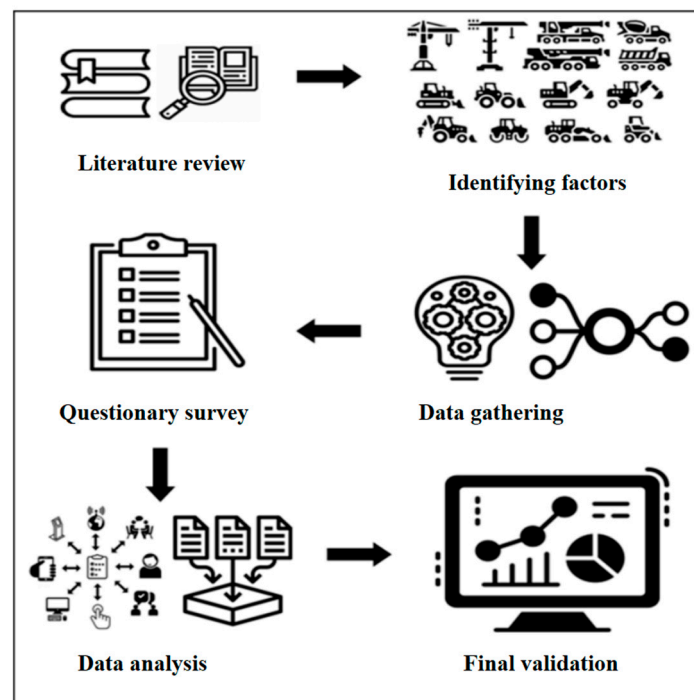 Literature review
Identifying factors
Data gathering
Questionary survey
Data analysis
Final validation